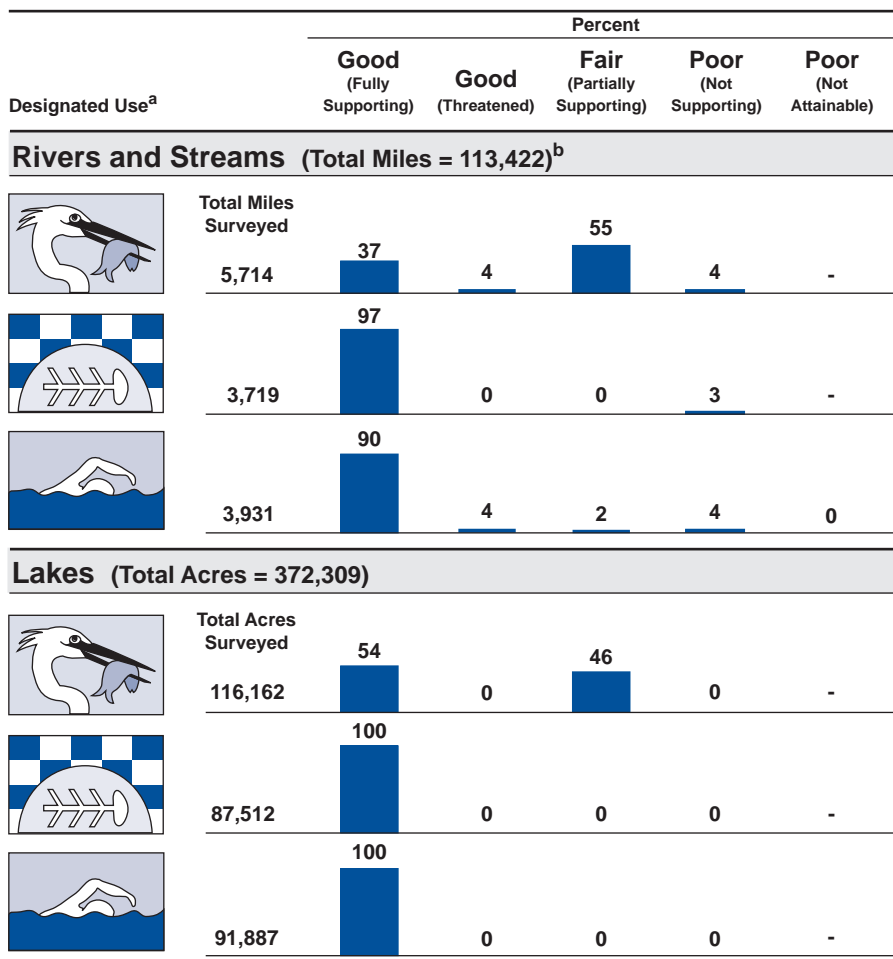 Percent
Designated Use^a
Good (Fully Supporting)
Good (Threatened)
Fair (Partially Supporting)
Poor (Not Supporting)
Poor (Not Attainable)
Rivers and Streams (Total Miles = 113,422)^b
Total Miles Surveyed
37 55
5,714 4 4 -
97
3,719 0 0 3 -
90
3,931 4 2 4 0
Lakes (Total Acres = 372,309)
Total Acres Surveyed
54 46
116,162 0 0 -
100
87,512 0 0 0 -
100
91,887 0 0 0 -